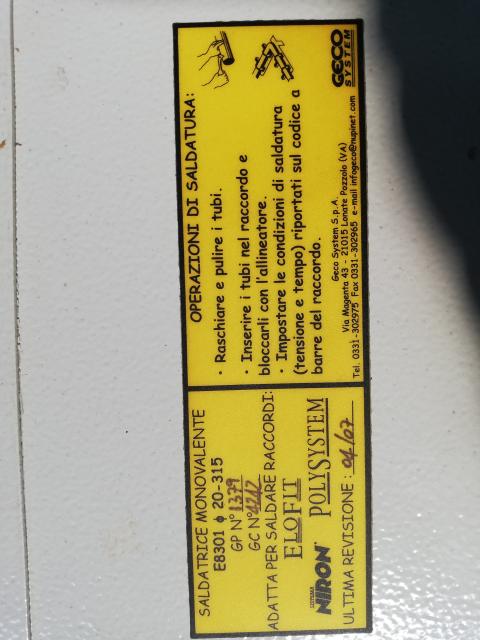 SALDATRICE MONOVALENTE
E8301 ϕ 20-315
GP N° 1379
GC N° 4242
ADATTA PER SALDARE RACCORDI:
ELOFIT
SISTEMA NIRON POLYSYSTEM
ULTIMA REVISIONE: 04/07
OPERAZIONI DI SALDATURA:
· Raschiare e pulire i tubi.
· Inserire i tubi nel raccordo e
bloccarli con l'allineatore.
· Impostare le condizioni di saldatura
(tensione e tempo) riportati sul codice a
barre del raccordo.
Geco System S.p.A.
Via Magenta 43 - 21015 Lonate Pozzolo (VA)
Tel. 0331-302975 Fax 0331-302965 e-mail infogeco@nupinet.com
GECO
SYSTEM